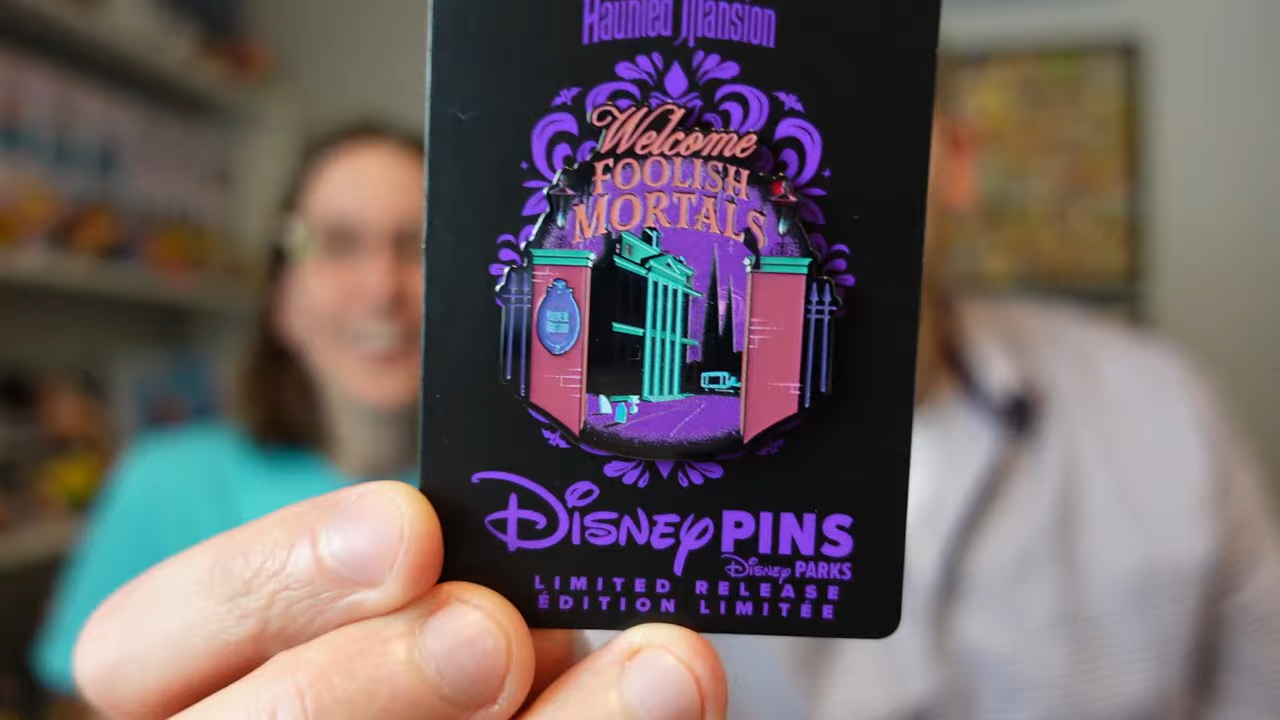 Haunted Mansion
Welcome
FOOLISH
MORTALS
Disney PINS
Disney PARKS
LIMITED RELEASE
ÉDITION LIMITÉE